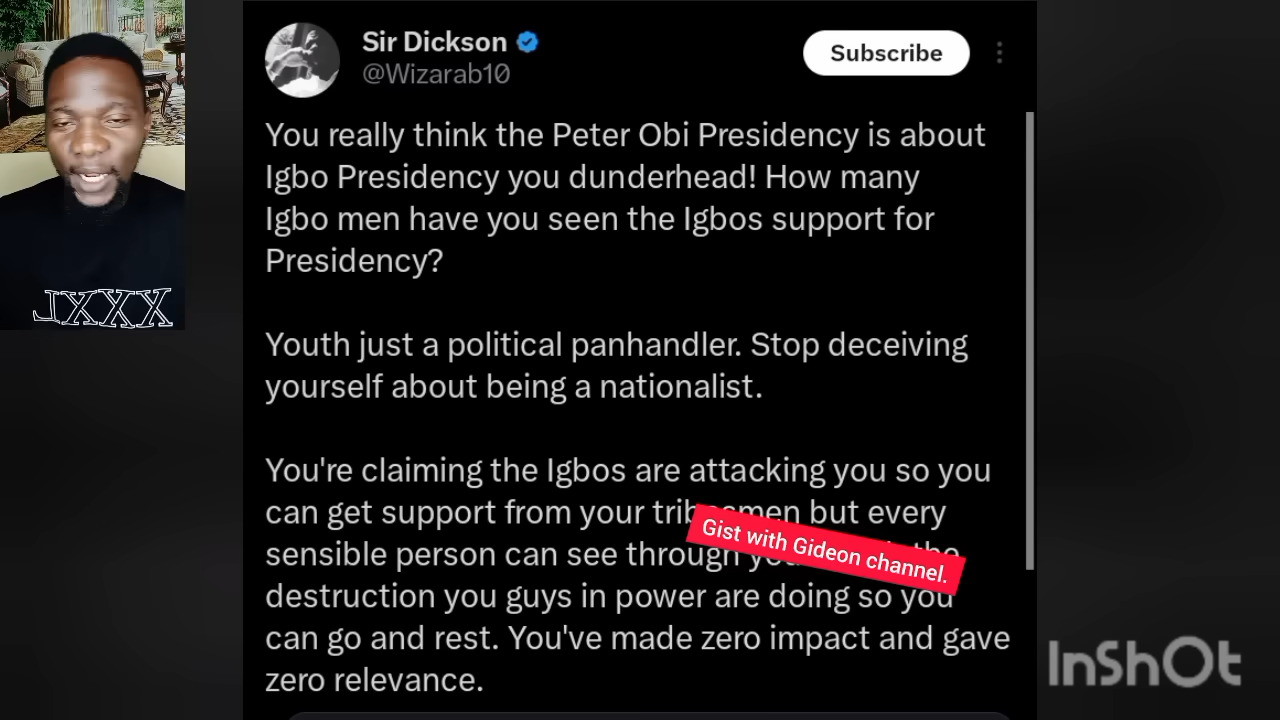 Sir Dickson
@Wizarab10
Subscribe
You really think the Peter Obi Presidency is about
Igbo Presidency you dunderhead! How many
Igbo men have you seen the Igbos support for
Presidency?
Youth just a political panhandler. Stop deceiving
yourself about being a nationalist.
You're claiming the Igbos are attacking you so you
can get support from your tribesmen but every
sensible person can see through
destruction you guys in power are doing so you
can go and rest. You've made zero impact and gave
zero relevance.
Gist with Gideon channel.
JXXX
InShOt